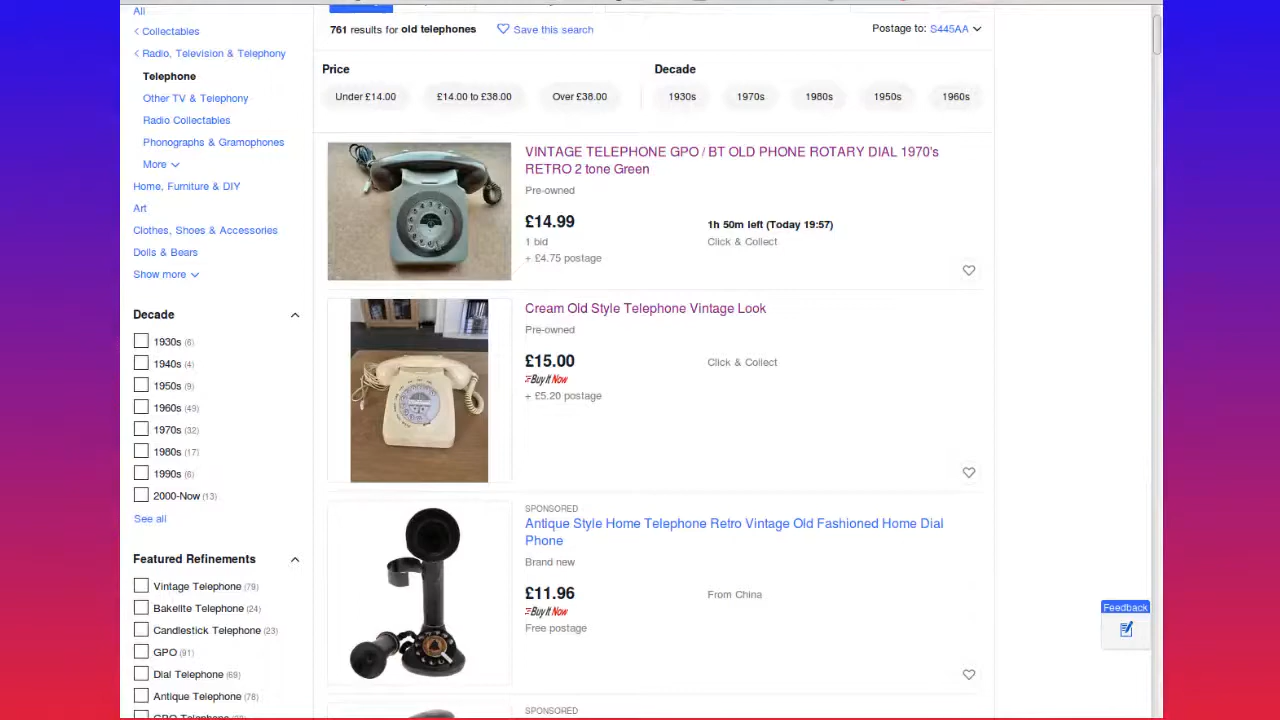 All
Collectables
Radio, Television & Telephony
Telephone
Other TV & Telephony
Radio Collectables
Phonographs & Gramophones
More
Home, Furniture & DIY
Art
Clothes, Shoes & Accessories
Dolls & Bears
Show more
Decade
1930s (6)
1940s (4)
1950s (9)
1960s (49)
1970s (32)
1980s (17)
1990s (6)
2000-Now (13)
See all
Featured Refinements
Vintage Telephone (79)
Bakelite Telephone (24)
Candlestick Telephone (23)
GPO (91)
Dial Telephone (69)
Antique Telephone (78)
761 results for old telephones
Save this search
Postage to: S445AA
Price
Under £14.00
£14.00 to £38.00
Over £38.00
Decade
1930s
1970s
1980s
1950s
1960s
VINTAGE TELEPHONE GPO / BT OLD PHONE ROTARY DIAL 1970's
RETRO 2 tone Green
Pre-owned
£14.99
1 bid
+ £4.75 postage
1h 50m left (Today 19:57)
Click & Collect
Cream Old Style Telephone Vintage Look
Pre-owned
£15.00
Buy It Now
+ £5.20 postage
Click & Collect
SPONSORED
Antique Style Home Telephone Retro Vintage Old Fashioned Home Dial
Phone
Brand new
£11.96
Buy It Now
Free postage
From China
SPONSORED
Feedback